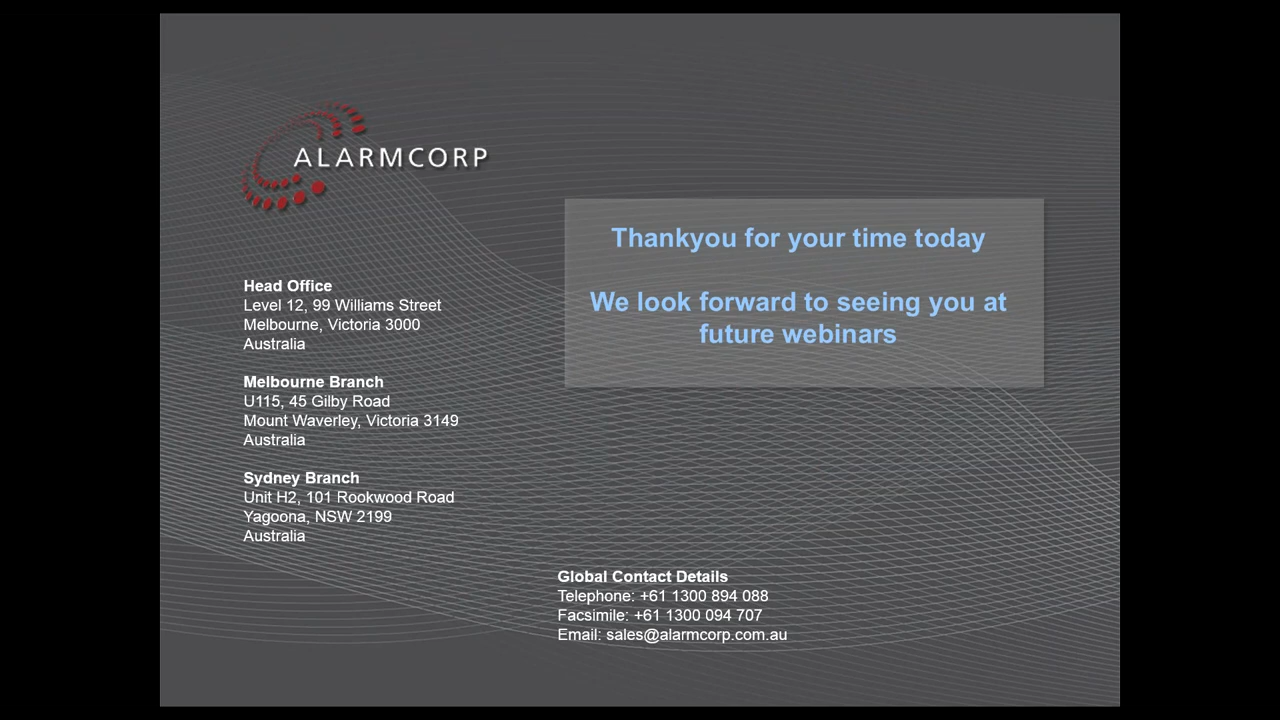 ALARMCORP
Thankyou for your time today
We look forward to seeing you at
future webinars
Head Office
Level 12, 99 Williams Street
Melbourne, Victoria 3000
Australia
Melbourne Branch
U115, 45 Gilby Road
Mount Waverley, Victoria 3149
Australia
Sydney Branch
Unit H2, 101 Rookwood Road
Yagoona, NSW 2199
Australia
Global Contact Details
Telephone: +61 1300 894 088
Facsimile: +61 1300 094 707
Email: sales@alarmcorp.com.au